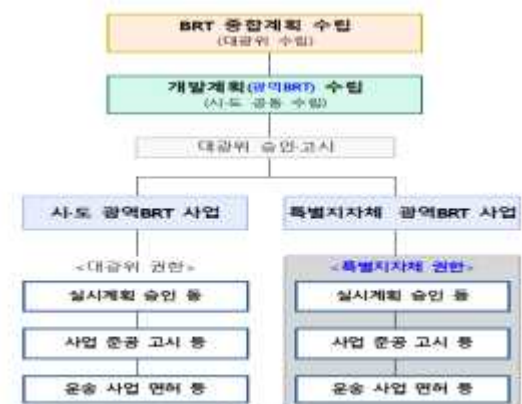 BRT 종합계획 수립
(대광위 수립)
개발계획(광역BRT) 수립
(시·도 공동 수립)
대광위 승인·고시
시·도 광역BRT 사업
특별지자체 광역BRT 사업
<대광위 권한>
<특별지자체 권한>
실시계획 승인 등
실시계획 승인 등
사업 준공 고시 등
사업 준공 고시 등
운송 사업 면허 등
운송 사업 면허 등